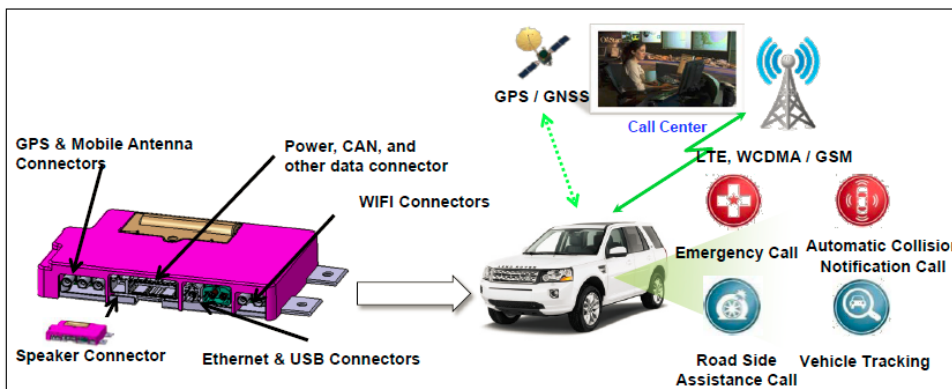 GPS / GNSS
Call Center
LTE, WCDMA / GSM
GPS & Mobile Antenna
Connectors
Power, CAN, and
other data connector
WIFI Connectors
Speaker Connector
Ethernet & USB Connectors
Emergency Call
Automatic Collision
Notification Call
Road Side
Assistance Call
Vehicle Tracking